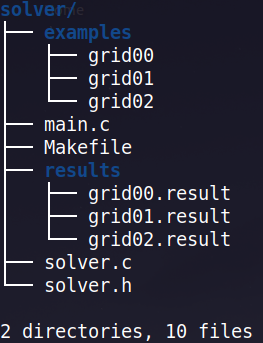 solver/
├── examples
│   ├── grid00
│   ├── grid01
│   └── grid02
├── main.c
├── Makefile
├── results
│   ├── grid00.result
│   ├── grid01.result
│   └── grid02.result
├── solver.c
└── solver.h
2 directories, 10 files